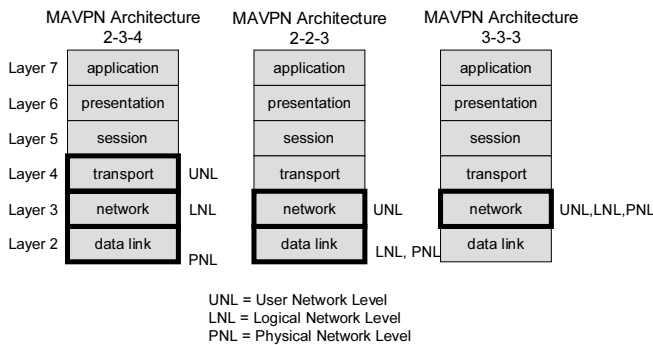 MAVPN Architecture
2-3-4
MAVPN Architecture
2-2-3
MAVPN Architecture
3-3-3
Layer 7 application application application
Layer 6 presentation presentation presentation
Layer 5 session session session
Layer 4 transport UNL transport transport
Layer 3 network LNL network UNL network UNL,LNL,PNL
Layer 2 data link PNL data link LNL, PNL data link
UNL = User Network Level
LNL = Logical Network Level
PNL = Physical Network Level